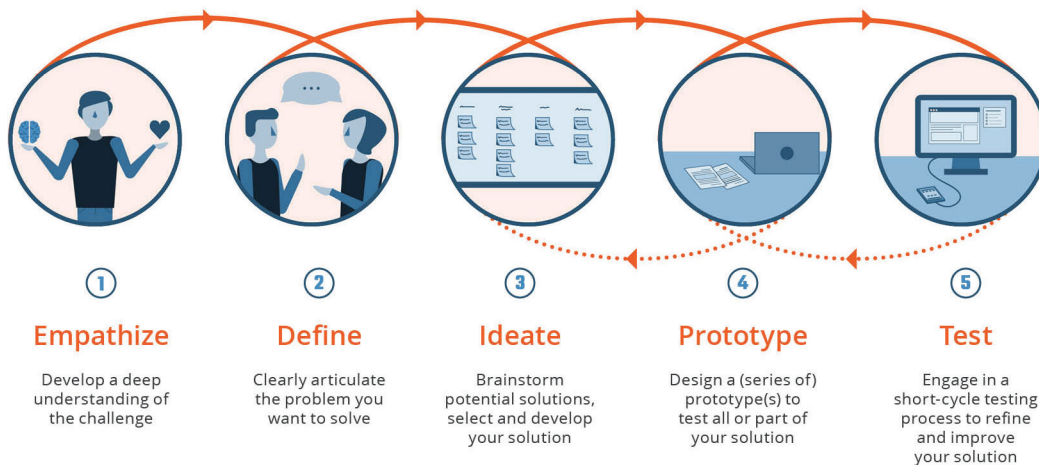 1
Empathize
Develop a deep
understanding of
the challenge
2
Define
Clearly articulate
the problem you
want to solve
3
Ideate
Brainstorm
potential solutions,
select and develop
your solution
4
Prototype
Design a (series of)
prototype(s) to
test all or part of
your solution
5
Test
Engage in a
short-cycle testing
process to refine
and improve
your solution